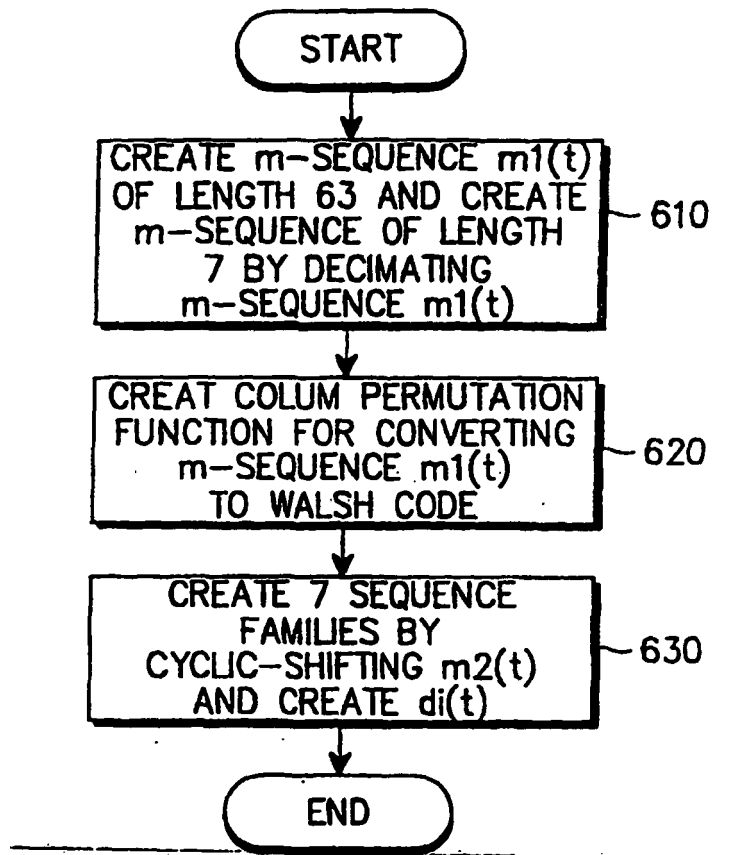 START
CREATE m-SEQUENCE m1(t)
OF LENGTH 63 AND CREATE
m-SEQUENCE OF LENGTH
7 BY DECIMATING
m-SEQUENCE m1(t)
610
CREAT COLUM PERMUTATION
FUNCTION FOR CONVERTING
m-SEQUENCE m1(t)
TO WALSH CODE
620
CREATE 7 SEQUENCE
FAMILIES BY
CYCLIC-SHIFTING m2(t)
AND CREATE di(t)
630
END